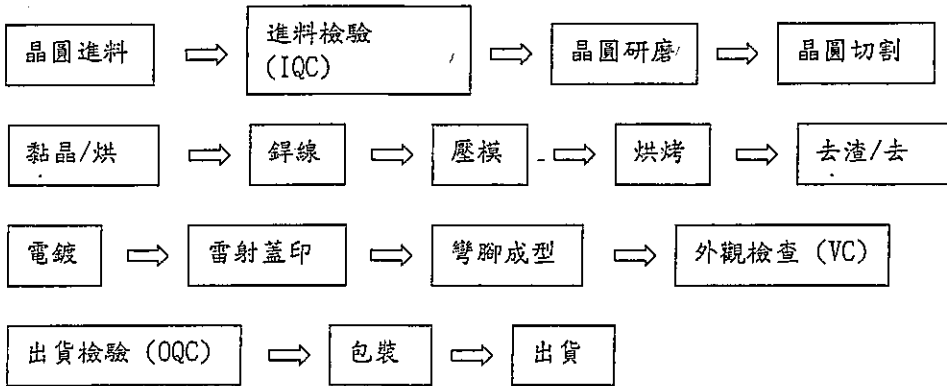 晶圓進料 ⇨ 進料檢驗 (IQC) ⇨ 晶圓研磨 ⇨ 晶圓切割
黏晶/烘 ⇨ 銲線 ⇨ 壓模 ⇨ 烘烤 ⇨ 去渣/去
電鍍 ⇨ 雷射蓋印 ⇨ 彎腳成型 ⇨ 外觀檢查 (VC)
出貨檢驗 (OQC) ⇨ 包裝 ⇨ 出貨